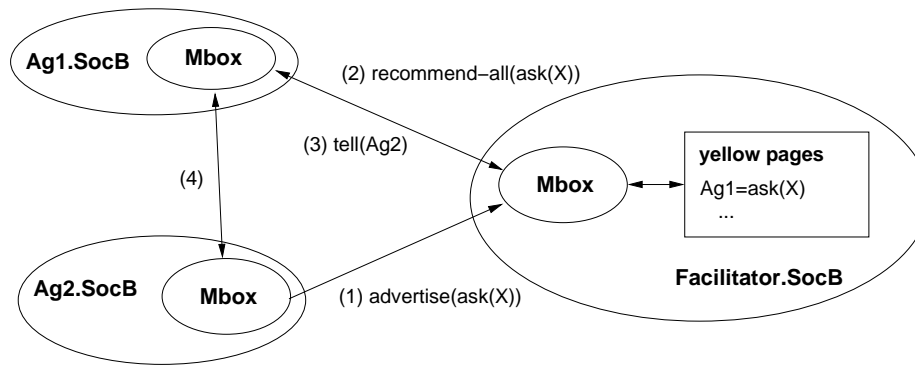 Ag1.SocB
Mbox
(2) recommend−all(ask(X))
(3) tell(Ag2)
yellow pages
Ag1=ask(X)
...
Mbox
(4)
Facilitator.SocB
Ag2.SocB
Mbox
(1) advertise(ask(X))